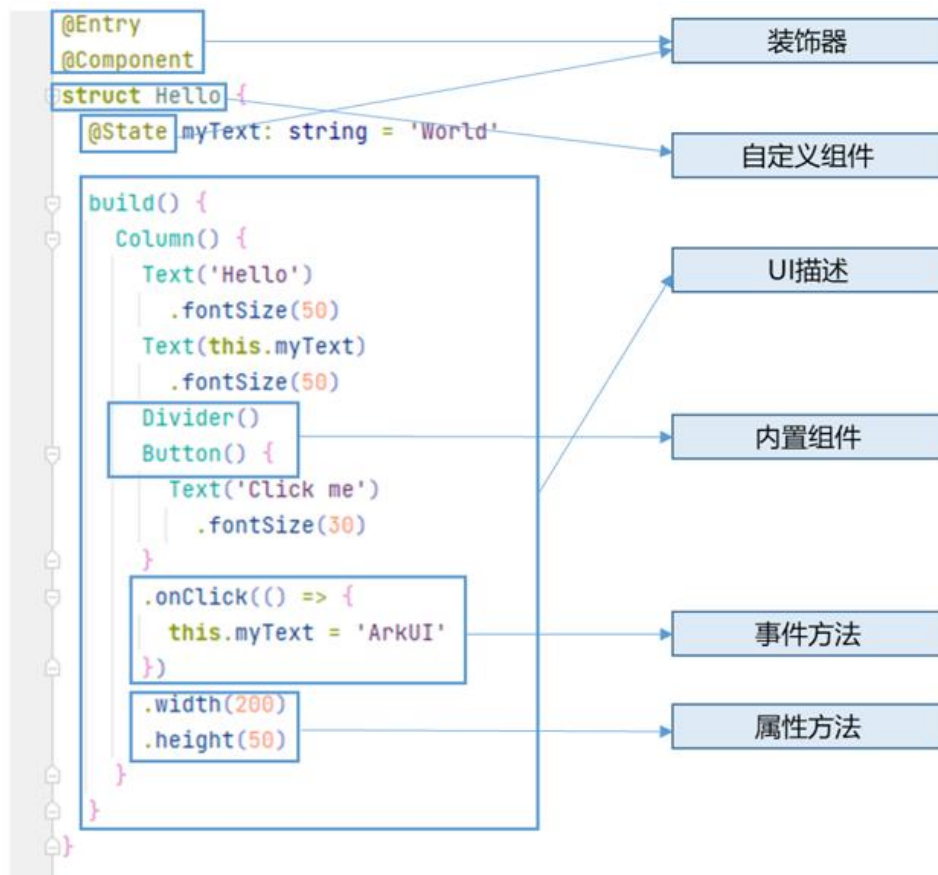 @Entry
@Component
struct Hello {
@State myText: string = 'World'
build() {
Column() {
Text('Hello')
.fontSize(50)
Text(this.myText)
.fontSize(50)
Divider()
Button() {
Text('Click me')
.fontSize(30)
}
.onClick(() => {
this.myText = 'ArkUI'
})
.width(200)
.height(50)
}
}
}
装饰器
自定义组件
UI描述
内置组件
事件方法
属性方法